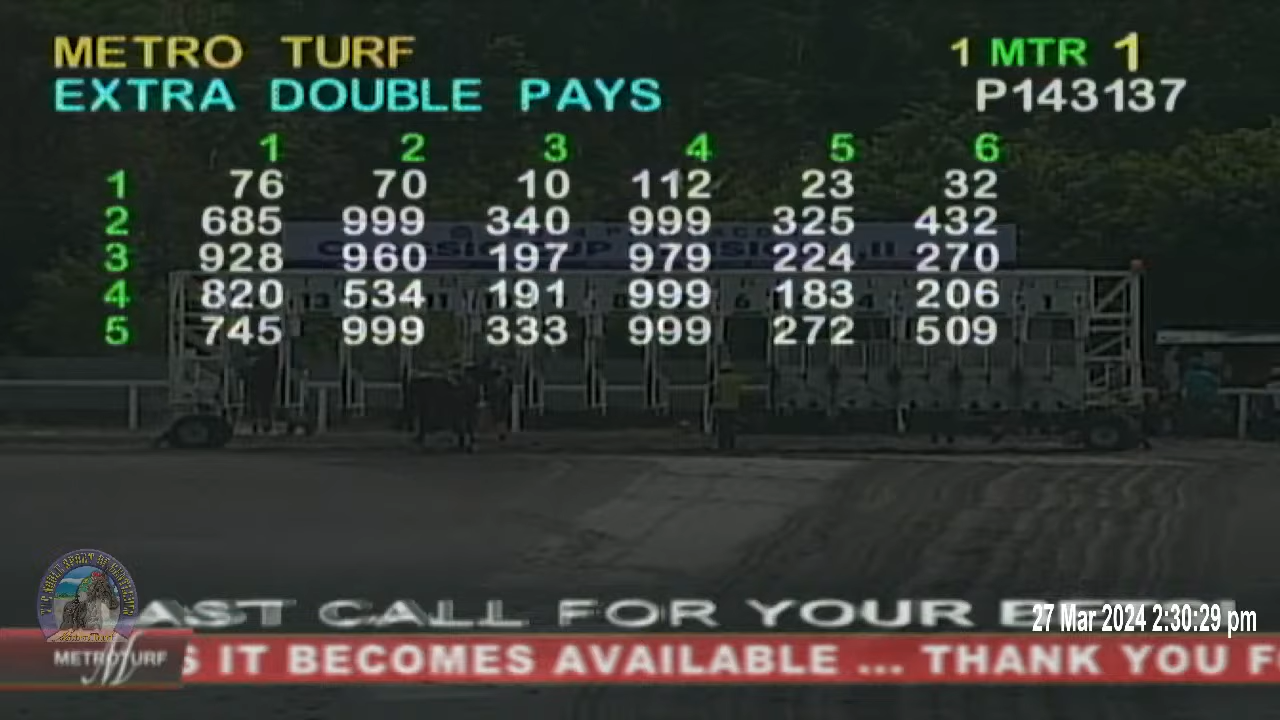 METRO TURF 1 MTR 1
EXTRA DOUBLE PAYS P143137
1 2 3 4 5 6
1 76 70 10 112 23 32
2 685 999 340 999 325 432
3 928 960 197 979 224 270
4 820 534 191 999 183 206
5 745 999 333 999 272 509
AST CALL FOR YOUR
27 Mar 2024 2:30:29 pm
METROTURF
S IT BECOMES AVAILABLE ... THANK YOU F